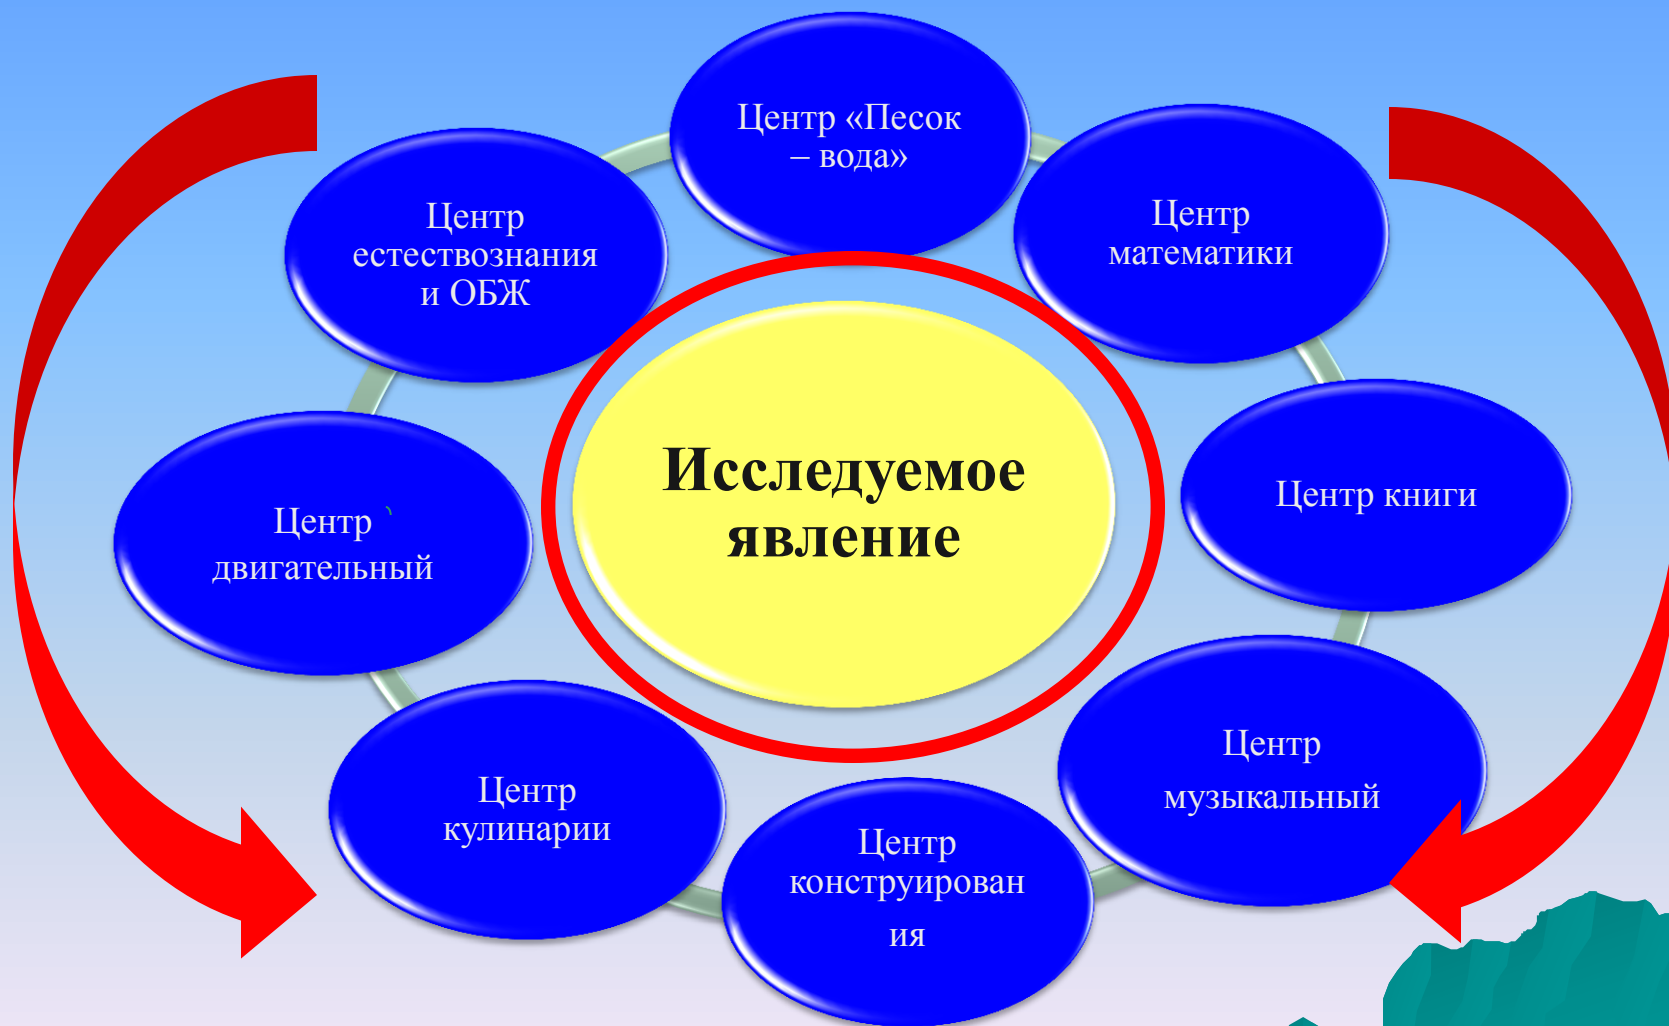 Центр «Песок
– вода»
Центр
математики
Центр книги
Центр
музыкальный
Центр
конструирован
ия
Центр
кулинарии
Центр
двигательный
Центр
естествознания
и ОБЖ
Исследуемое
явление